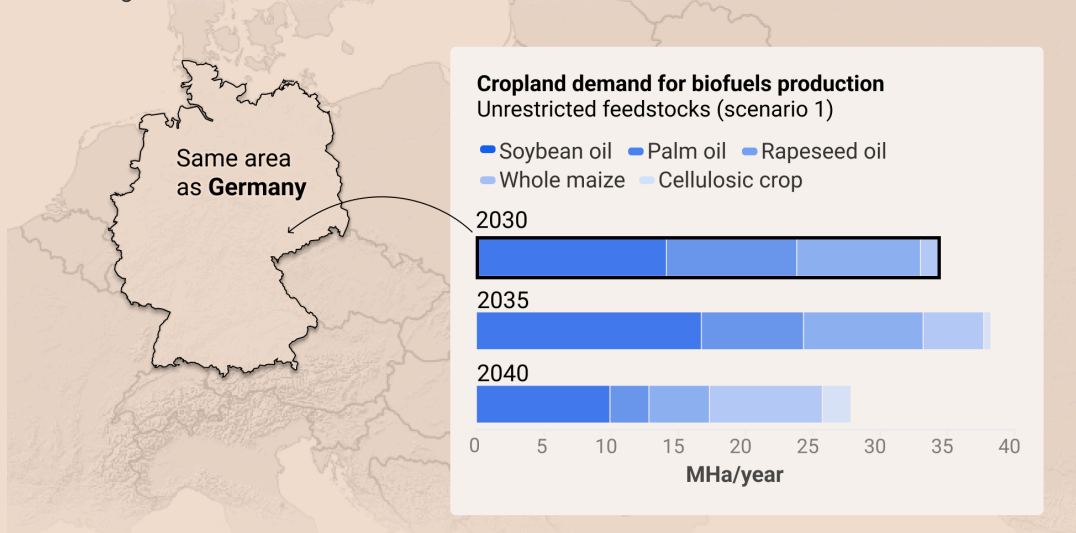 Same area
as Germany
Cropland demand for biofuels production
Unrestricted feedstocks (scenario 1)
Soybean oil Palm oil Rapeseed oil
Whole maize Cellulosic crop
2030
2035
2040
0 5 10 15 20 25 30 35 40
MHa/year